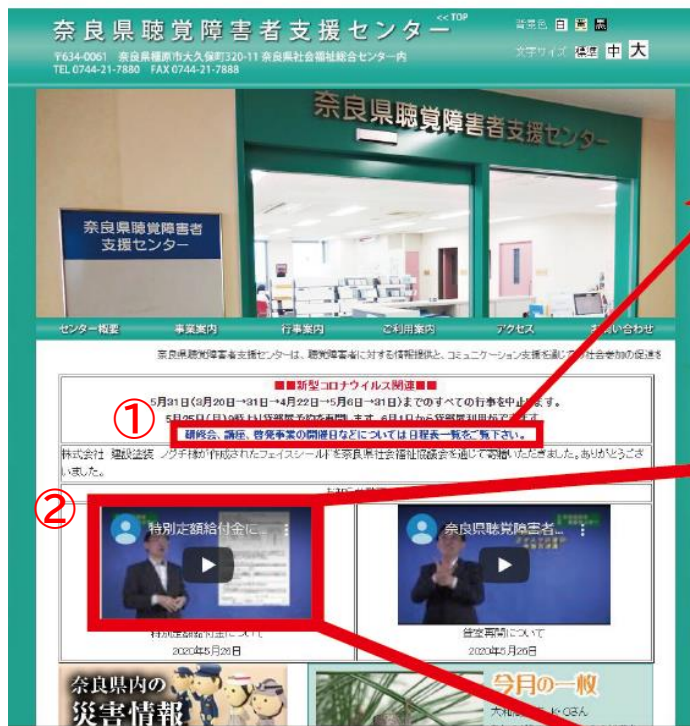 奈良県聴覚障害者支援センター
<< TOP
背景色 白 黄 黒
文字サイズ 標準 中 大
〒634-0061 奈良県橿原市大久保町320-11 奈良県社会福祉総合センター内
TEL 0744-21-7880 FAX 0744-21-7888
奈良県聴覚障害者支援センター
奈良県聴覚障害者
支援センター
センター概要 事業案内 行事案内 ご利用案内 アクセス お問い合わせ
奈良県聴覚障害者支援センターは、聴覚障害者に対する情報提供と、コミュニケーション支援を通じての社会参加の促進を
■■新型コロナウイルス関連■■
5月31日(3月20日→31日→4月22日→5月6日→31日)までのすべての行事を中止します。
①
5月25日(月)9時より貸部屋予約を再開します。6月1日から貸部屋利用ができます。
研修会、講座、啓発事業の開催日などについては日程表一覧をご覧下さい。
株式会社 建設塗装 ノグチ様が作成されたフェイスシールドを奈良県社会福祉協議会を通じて寄贈いただきました。ありがとうござ
いました。
②
特別定額給付金に...
奈良県聴覚障害者...
特別定額給付金について
貸室再開について
2020年5月26日
2020年5月26日
奈良県内の
災害情報
今月の一枚